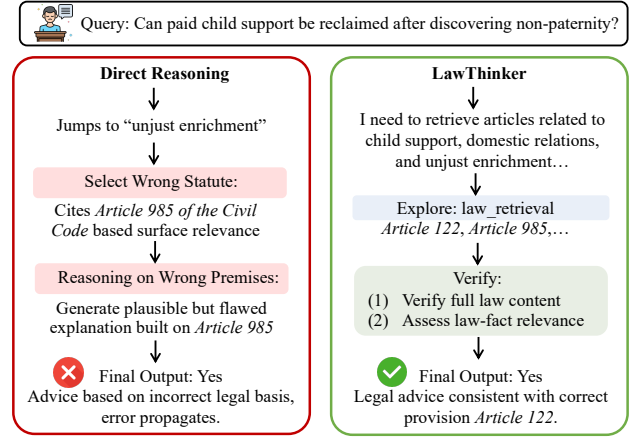 Query: Can paid child support be reclaimed after discovering non-paternity?
Direct Reasoning
Jumps to “unjust enrichment”
Select Wrong Statute:
Cites Article 985 of the Civil
Code based surface relevance
Reasoning on Wrong Premises:
Generate plausible but flawed
explanation built on Article 985
Final Output: Yes
Advice based on incorrect legal basis,
error propagates.
LawThinker
I need to retrieve articles related to
child support, domestic relations,
and unjust enrichment…
Explore: law_retrieval
Article 122, Article 985,…
Verify:
(1) Verify full law content
(2) Assess law-fact relevance
Final Output: Yes
Legal advice consistent with correct
provision Article 122.